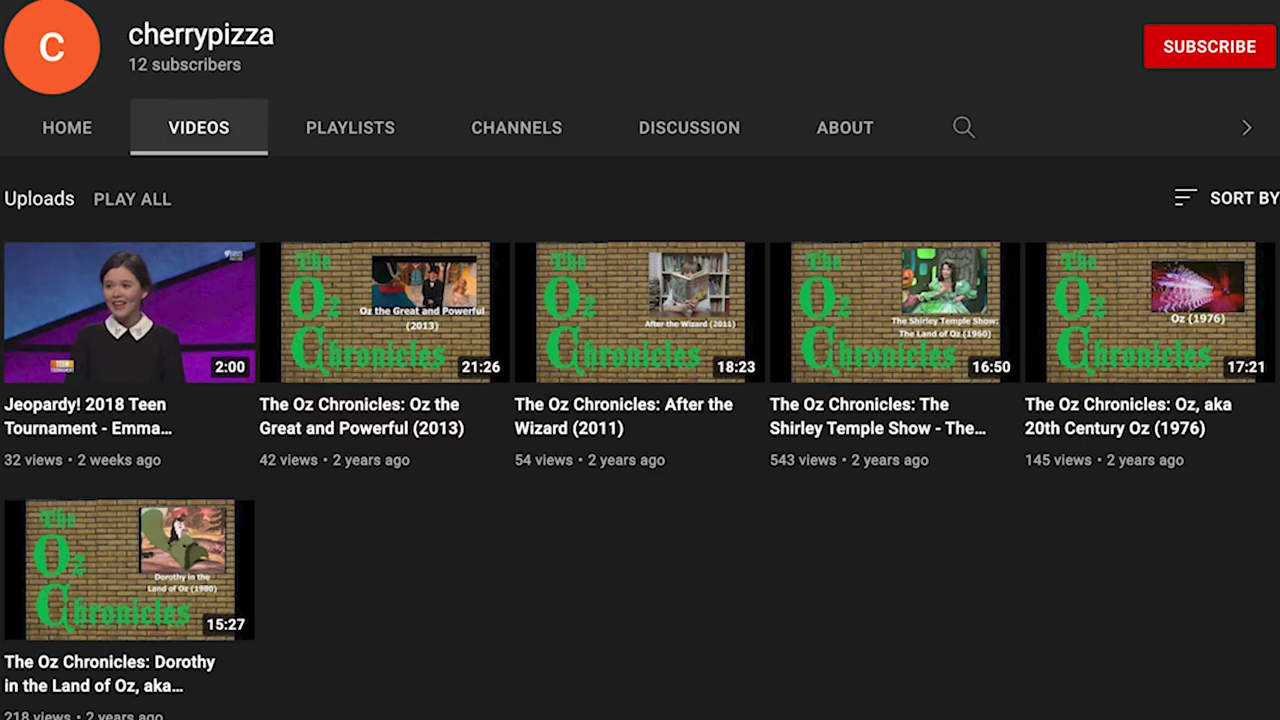 C
cherrypizza
12 subscribers
SUBSCRIBE
HOME VIDEOS PLAYLISTS CHANNELS DISCUSSION ABOUT
Uploads PLAY ALL
SORT BY
TEEN
2:00
The
Oz
Chronicles
Oz the Great and Powerful
(2013)
21:26
The
Oz
Chronicles
After the Wizard (2011)
18:23
The
Oz
Chronicles
The Shirley Temple Show:
The Land of Oz (1960)
16:50
The
Oz
Chronicles
Oz (1976)
17:21
Jeopardy! 2018 Teen
Tournament - Emma...
32 views • 2 weeks ago
The Oz Chronicles: Oz the
Great and Powerful (2013)
42 views • 2 years ago
The Oz Chronicles: After the
Wizard (2011)
54 views • 2 years ago
The Oz Chronicles: The
Shirley Temple Show - The...
543 views • 2 years ago
The Oz Chronicles: Oz, aka
20th Century Oz (1976)
145 views • 2 years ago
The
Oz
Chronicles
Dorothy in the
Land of Oz (1980)
15:27
The Oz Chronicles: Dorothy
in the Land of Oz, aka...
218 views • 2 years ago